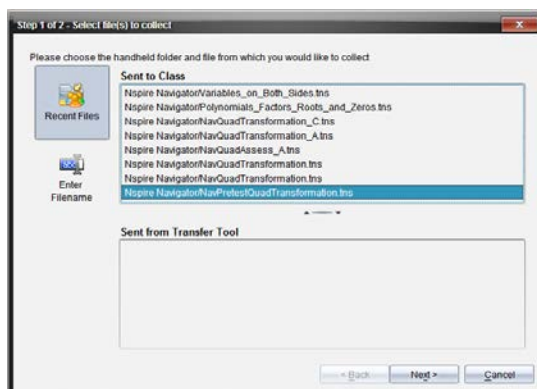 Step 1 of 2 - Select file(s) to collect
Please choose the handheld folder and file from which you would like to collect
Recent Files
Enter
Filename
Sent to Class
Nspire Navigator/Variables_on_Both_Sides.tns
Nspire Navigator/Polynomials_Factors_Roots_and_Zeros.tns
Nspire Navigator/NavQuadTransformation_C.tns
Nspire Navigator/NavQuadTransformation_A.tns
Nspire Navigator/NavQuadAssess_A.tns
Nspire Navigator/NavQuadTransformation.tns
Nspire Navigator/NavQuadTransformation.tns
Nspire Navigator/NavPretestQuadTransformation.tns
Sent from Transfer Tool
< Back
Next >
Cancel